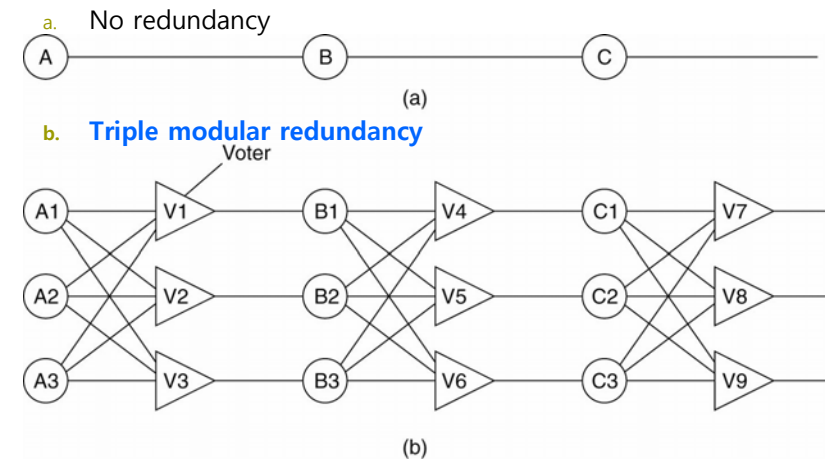 a. No redundancy
A B C
(a)
b. Triple modular redundancy
Voter
A1 V1 B1 V4 C1 V7
A2 V2 B2 V5 C2 V8
A3 V3 B3 V6 C3 V9
(b)